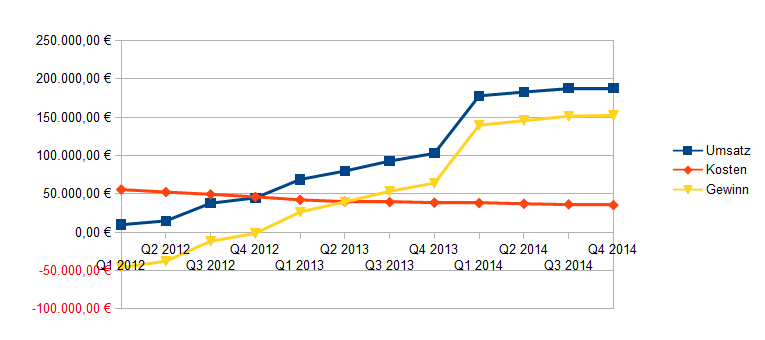 250.000,00 €
200.000,00 €
150.000,00 €
100.000,00 €
50.000,00 €
0,00 €
-50.000,00 €
-100.000,00 €
Q1 2012
Q2 2012
Q3 2012
Q4 2012
Q1 2013
Q2 2013
Q3 2013
Q4 2013
Q1 2014
Q2 2014
Q3 2014
Q4 2014
Umsatz
Kosten
Gewinn